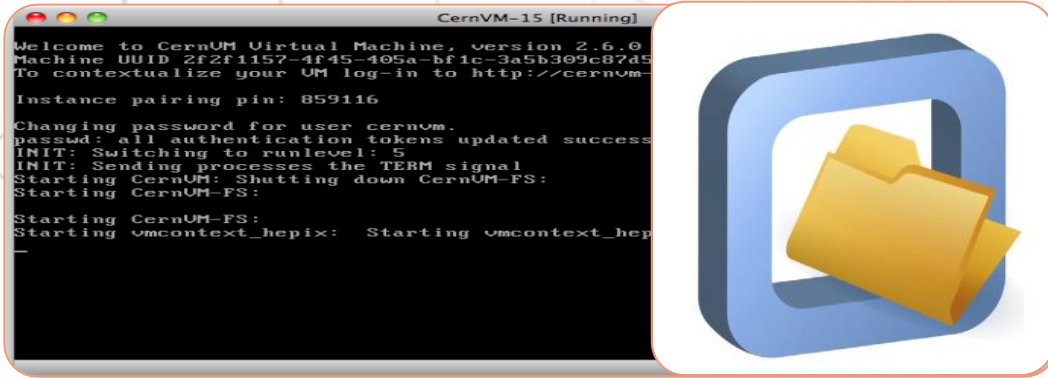 CernVM-15 [Running]
Welcome to CernVM Virtual Machine, version 2.6.0
Machine UUID 2f2f1157-4f45-405a-bf1c-3a5b309c87d5
To contextualize your VM log-in to http://cernvm-
Instance pairing pin: 859116
Changing password for user cernvm.
passwd: all authentication tokens updated success
INIT: Switching to runlevel: 5
INIT: Sending processes the TERM signal
Starting CernVM: Shutting down CernVM-FS:
Starting CernVM-FS:
Starting CernVM-FS:
Starting vmcontext_hepix:  Starting vmcontext_hep